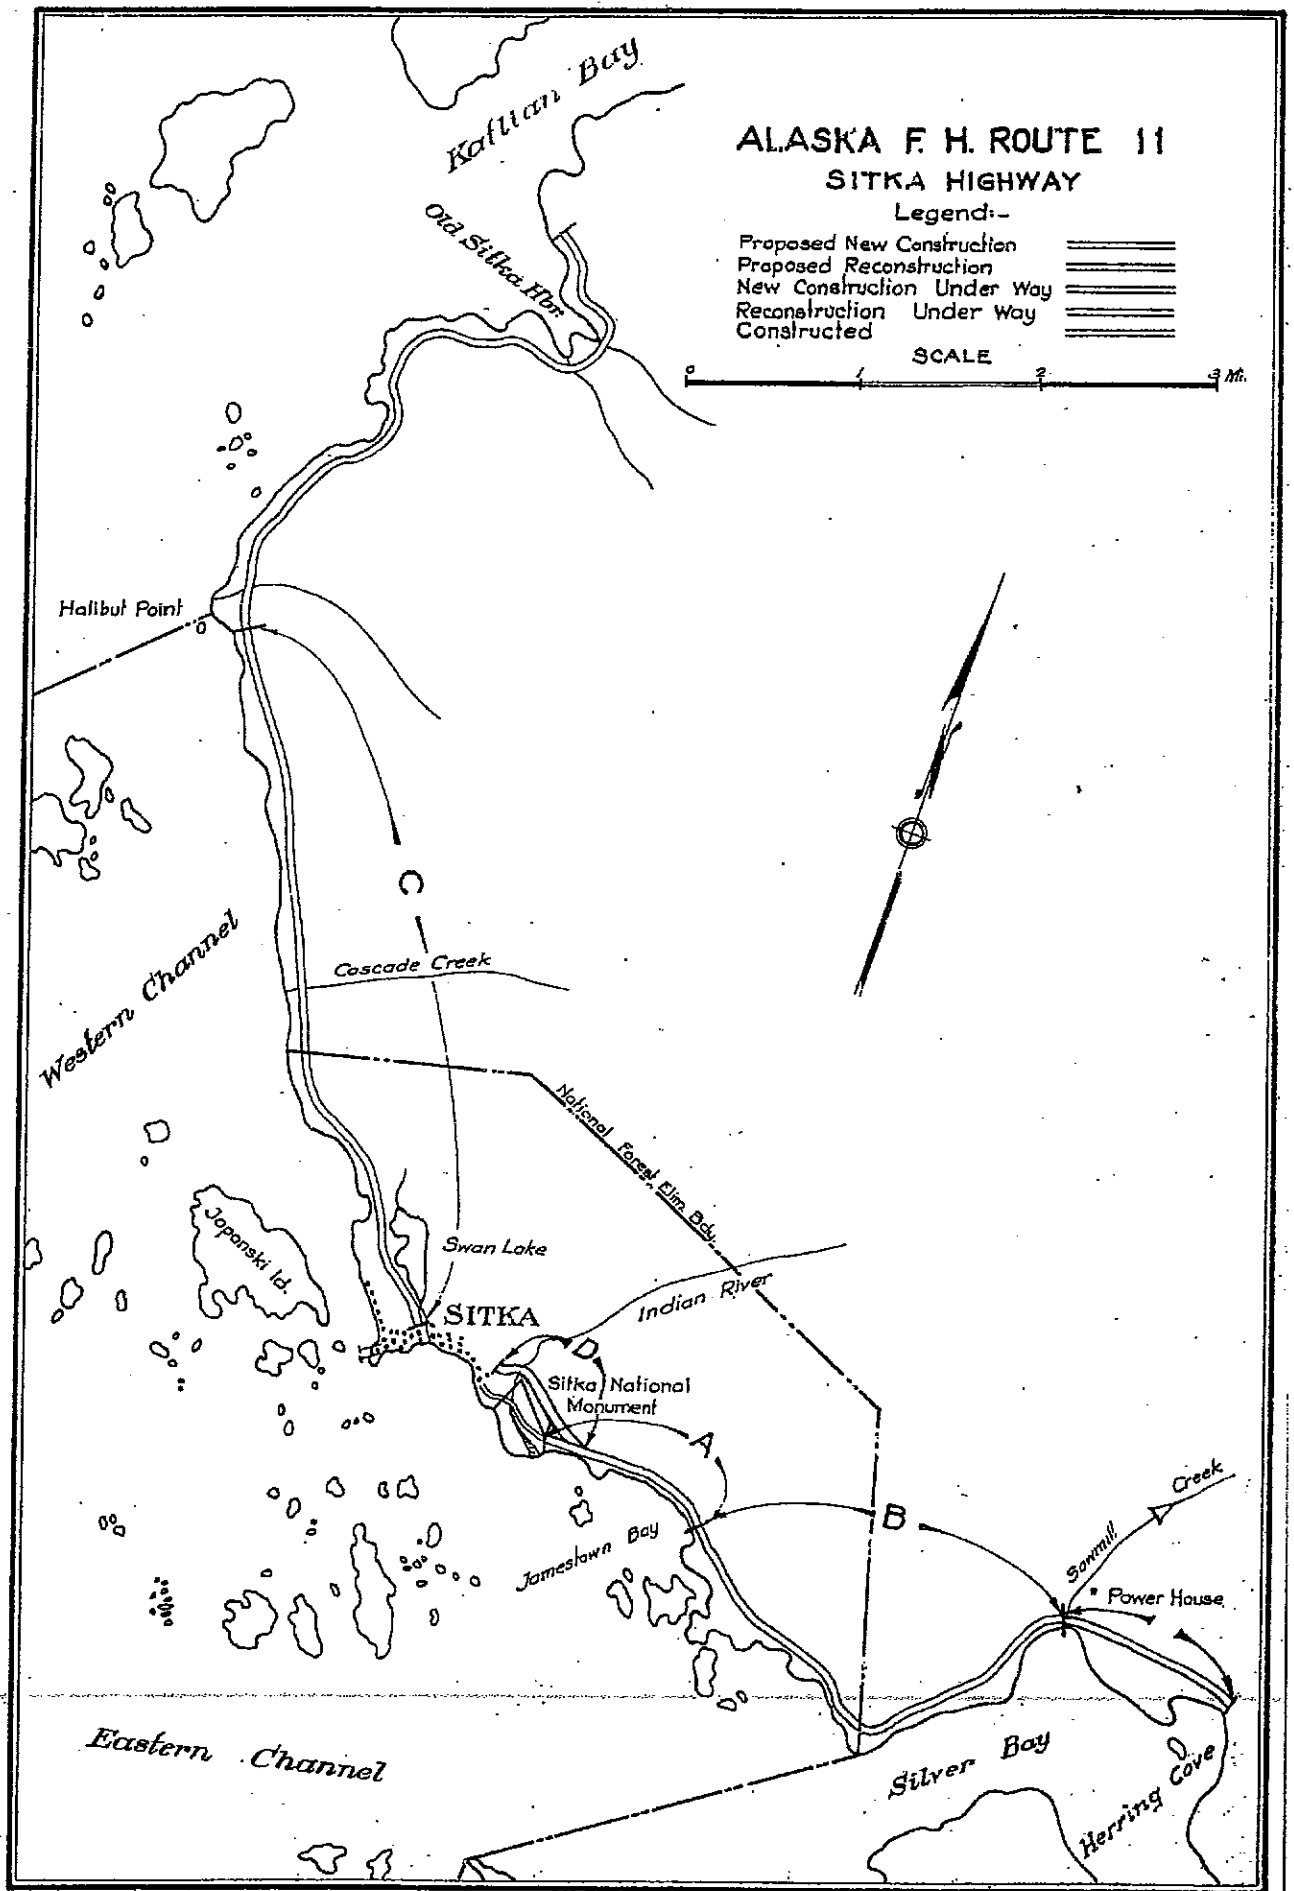 Katlian Bay
ALASKA F. H. ROUTE 11
SITKA HIGHWAY
Legend:-
Proposed New Construction
Proposed Reconstruction
New Construction Under Way
Reconstruction Under Way
Constructed
SCALE
0 1 2 3 Mi.
Old Sitka Hbr.
Halibut Point
C
Cascade Creek
Western Channel
National Forest Elim. Bdy.
Japonski Id.
Swan Lake
SITKA
Indian River
D
Sitka National
Monument
A
B
Sawmill Creek
Jamestown Bay
Power House
Eastern Channel
Silver Bay
Herring Cove